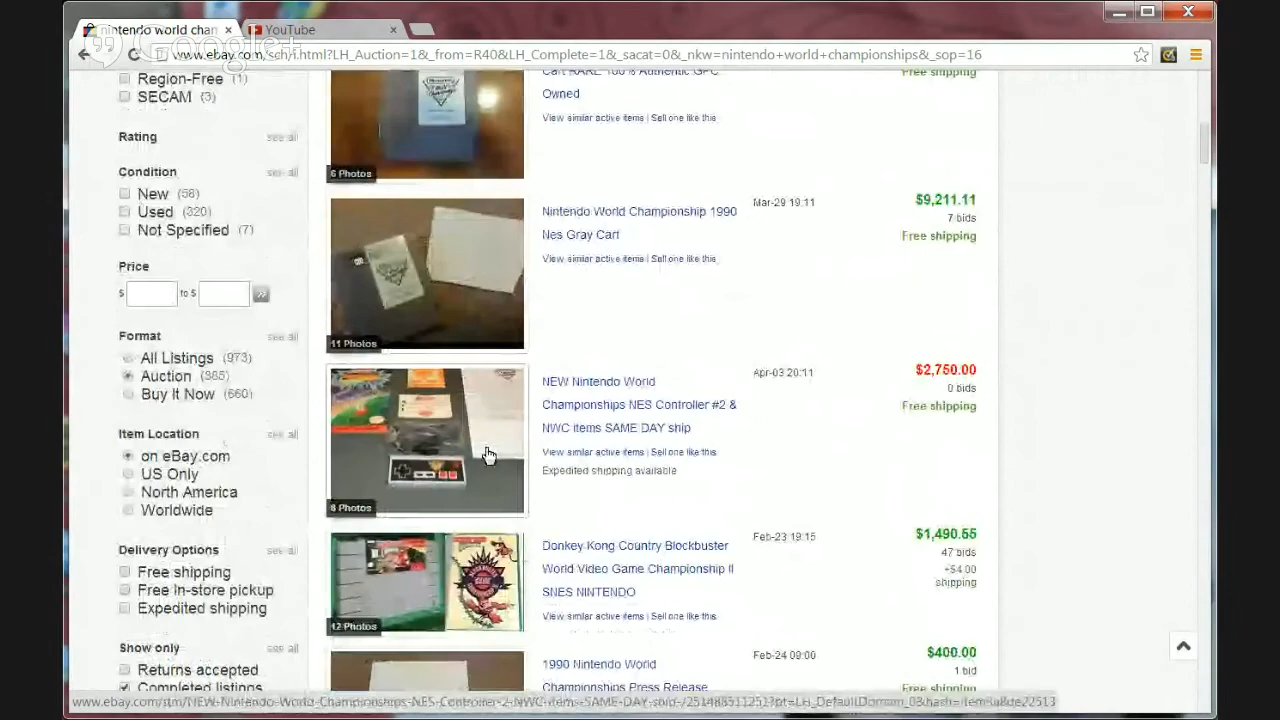 nintendo world chan
YouTube
Google+
www.ebay.com/sch/i.html?LH_Auction=1&_from=R40&LH_Complete=1&_sacat=0&_nkw=nintendo+world+championships&_sop=16
Region-Free (1)
SECAM (3)
Rating see all
Condition see all
New (58)
Used (320)
Not Specified (7)
Price
$ to $ »
Format see all
All Listings (973)
Auction (385)
Buy It Now (660)
Item Location see all
on eBay.com
US Only
North America
Worldwide
Delivery Options see all
Free shipping
Free in-store pickup
Expedited shipping
Show only see all
Returns accepted
Completed listings
Cart RARE 100% Authentic GPC
Owned
View similar active items | Sell one like this
Free shipping
6 Photos
Nintendo World Championship 1990
Nes Gray Cart
View similar active items | Sell one like this
Mar-29 19:11
$9,211.11
7 bids
Free shipping
11 Photos
NEW Nintendo World
Championships NES Controller #2 &
NWC items SAME DAY ship
View similar active items | Sell one like this
Expedited shipping available
Apr-03 20:11
$2,750.00
0 bids
Free shipping
8 Photos
Donkey Kong Country Blockbuster
World Video Game Championship II
SNES NINTENDO
View similar active items | Sell one like this
Feb-23 19:15
$1,490.55
47 bids
+$4.00
shipping
12 Photos
1990 Nintendo World
Championships Press Release
Feb-24 09:00
$400.00
1 bid
Free shipping